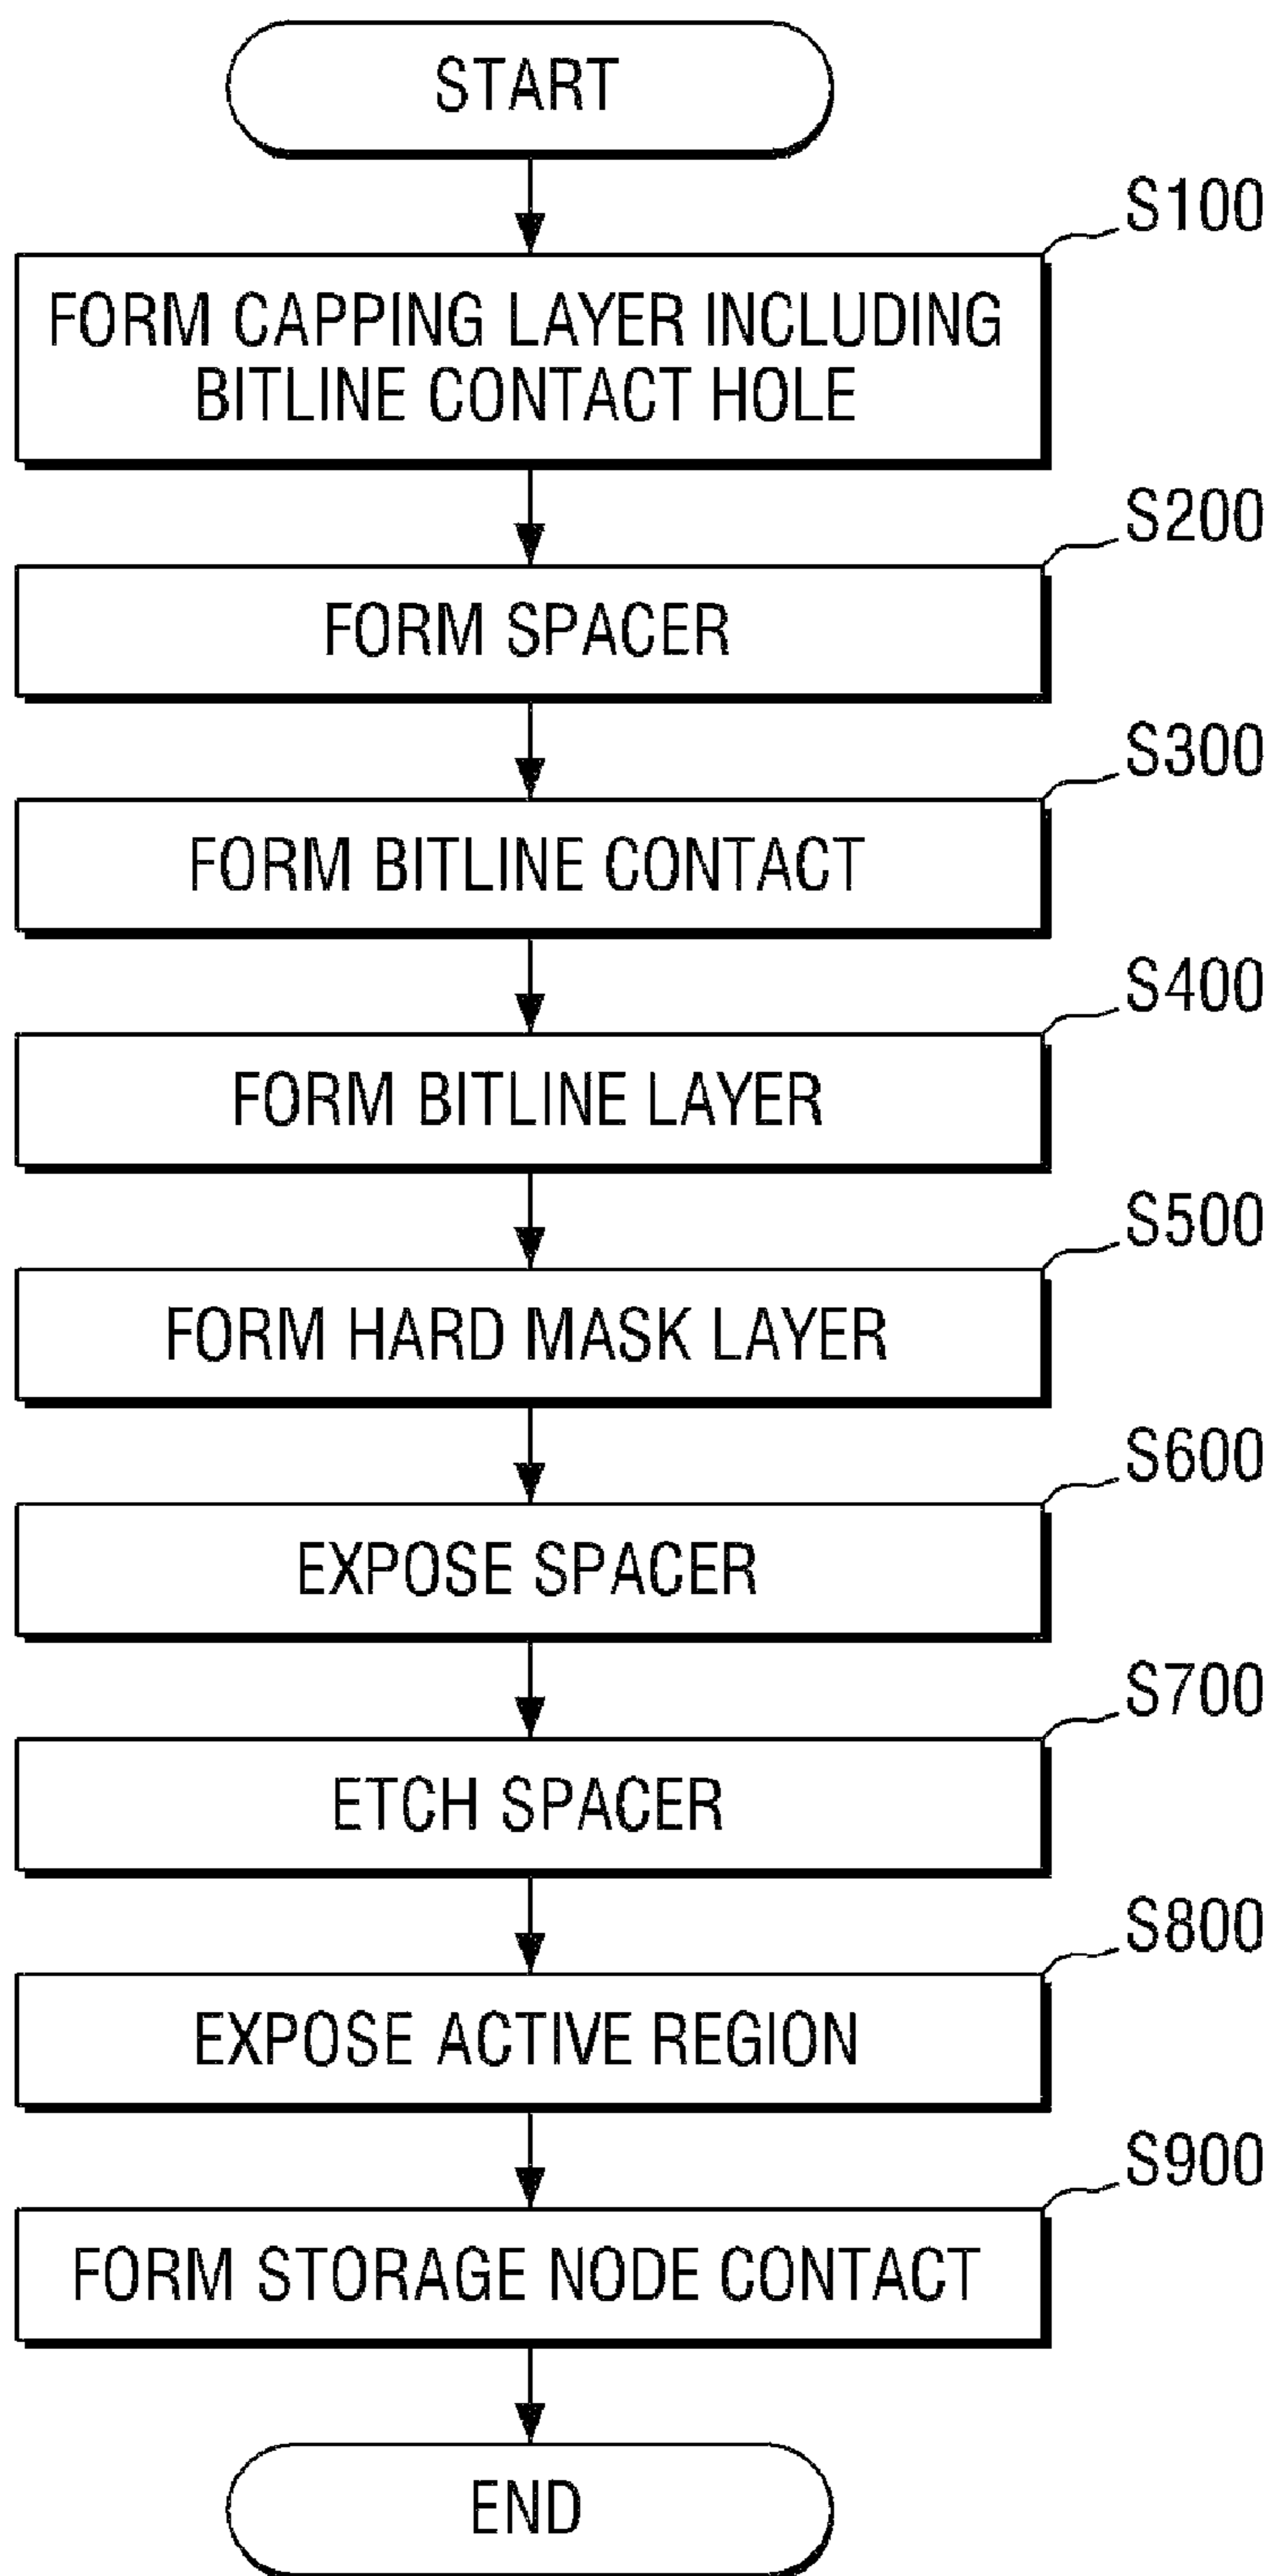 START
S100
FORM CAPPING LAYER INCLUDING
BITLINE CONTACT HOLE
S200
FORM SPACER
S300
FORM BITLINE CONTACT
S400
FORM BITLINE LAYER
S500
FORM HARD MASK LAYER
S600
EXPOSE SPACER
S700
ETCH SPACER
S800
EXPOSE ACTIVE REGION
S900
FORM STORAGE NODE CONTACT
END